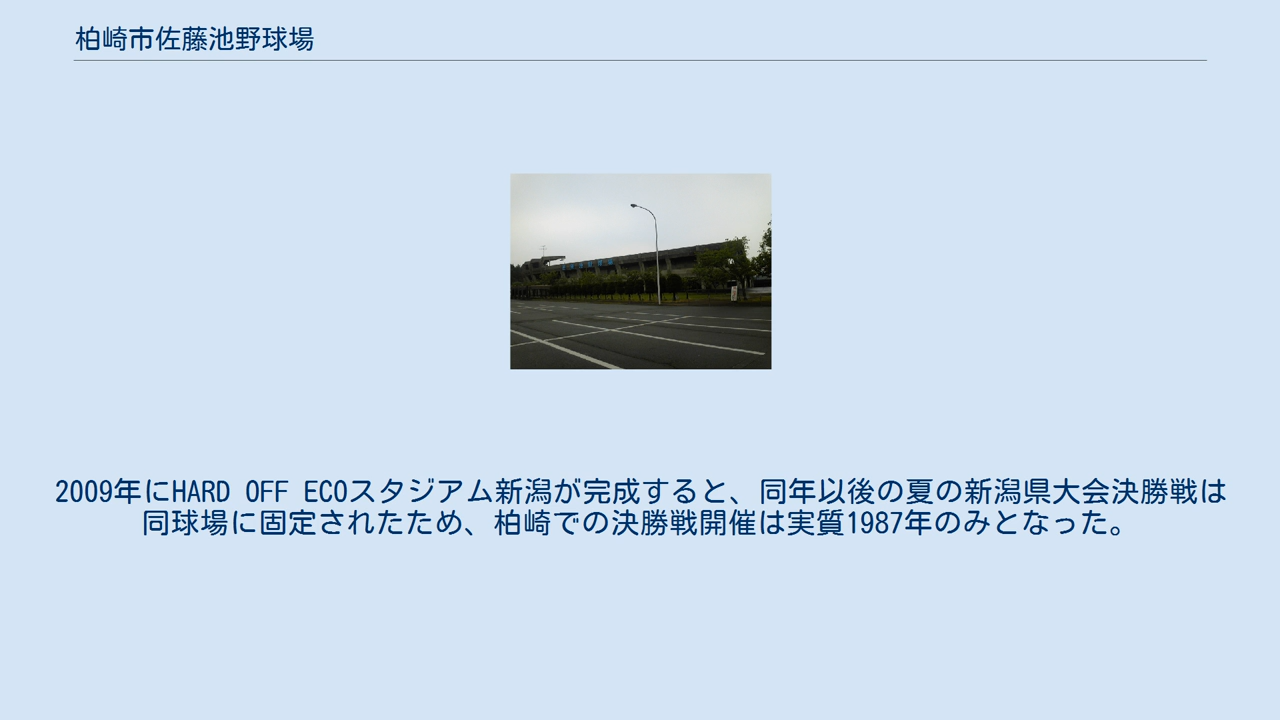 柏崎市佐藤池野球場
2009年にHARD OFF ECOスタジアム新潟が完成すると、同年以後の夏の新潟県大会決勝戦は
同球場に固定されたため、柏崎での決勝戦開催は実質1987年のみとなった。